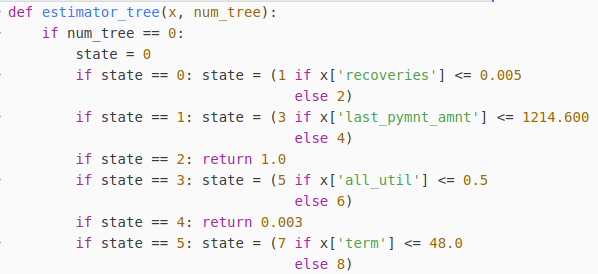 def estimator_tree(x, num_tree):
    if num_tree == 0:
        state = 0
        if state == 0: state = (1 if x['recoveries'] <= 0.005
                                  else 2)
        if state == 1: state = (3 if x['last_pymnt_amnt'] <= 1214.600
                                  else 4)
        if state == 2: return 1.0
        if state == 3: state = (5 if x['all_util'] <= 0.5
                                  else 6)
        if state == 4: return 0.003
        if state == 5: state = (7 if x['term'] <= 48.0
                                  else 8)